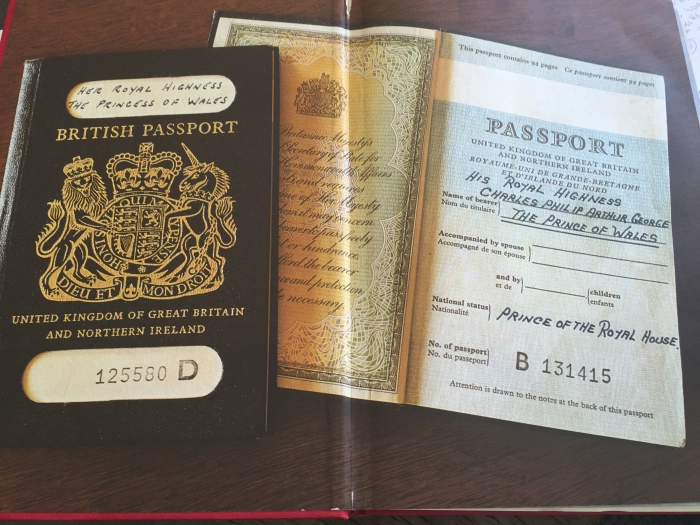 HER ROYAL HIGHNESS
THE PRINCESS OF WALES
BRITISH PASSPORT
DIEU ET MON DROIT
UNITED KINGDOM OF GREAT BRITAIN
AND NORTHERN IRELAND
125580 D
Britannic Majesty's
Secretary of State for
Commonwealth Affairs
and requires
of Her Majesty
it may concern
to pass freely
or hindrance,
the bearer
and protection
necessary.
This passport contains 94 pages Ce passeport contient 94 pages
PASSPORT
UNITED KINGDOM OF GREAT BRITAIN
AND NORTHERN IRELAND
ROYAUME-UNI DE GRANDE-BRETAGNE
ET D'IRLANDE DU NORD
HIS ROYAL HIGHNESS
Name of bearer CHARLES PHILIP ARTHUR GEORGE
Nom du titulaire THE PRINCE OF WALES
Accompanied by spouse
Accompagné de son épouse
and by children
et de enfants
National status PRINCE OF THE ROYAL HOUSE.
Nationalité
No. of passport B 131415
No. du passeport
Attention is drawn to the notes at the back of this passport